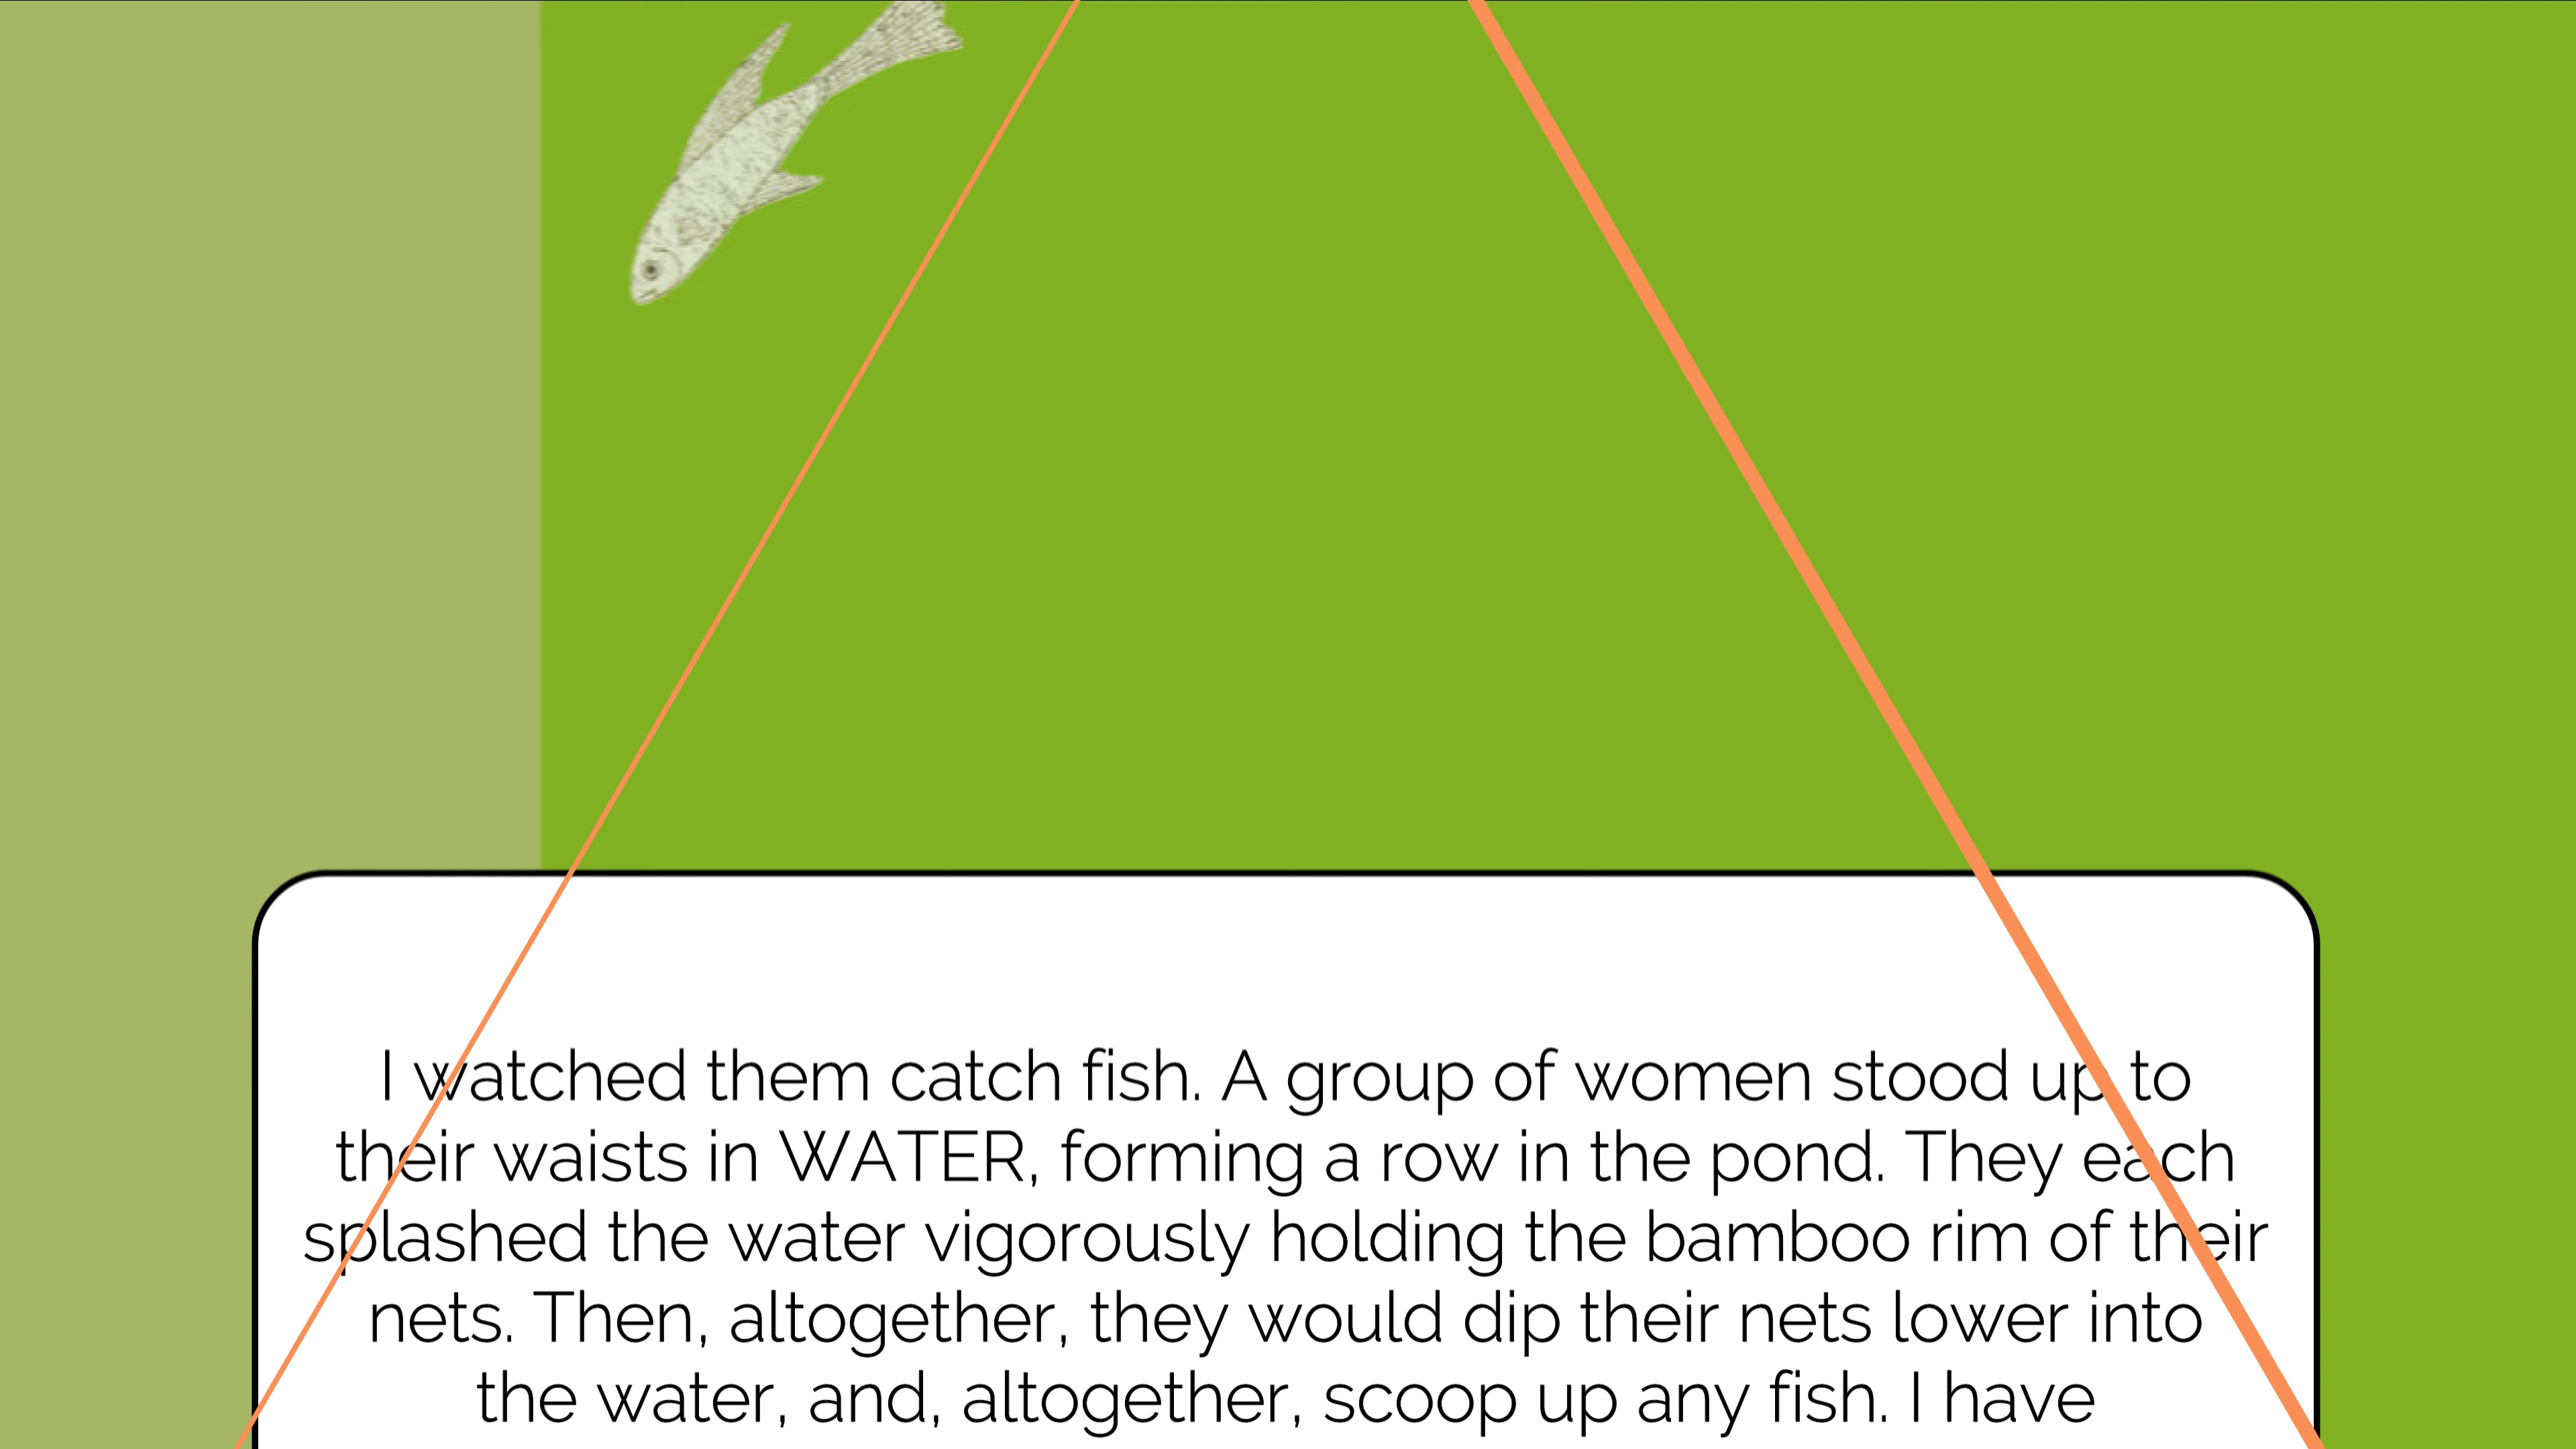 I watched them catch fish. A group of women stood up to
their waists in WATER, forming a row in the pond. They each
splashed the water vigorously holding the bamboo rim of their
nets. Then, altogether, they would dip their nets lower into
the water, and, altogether, scoop up any fish. I have